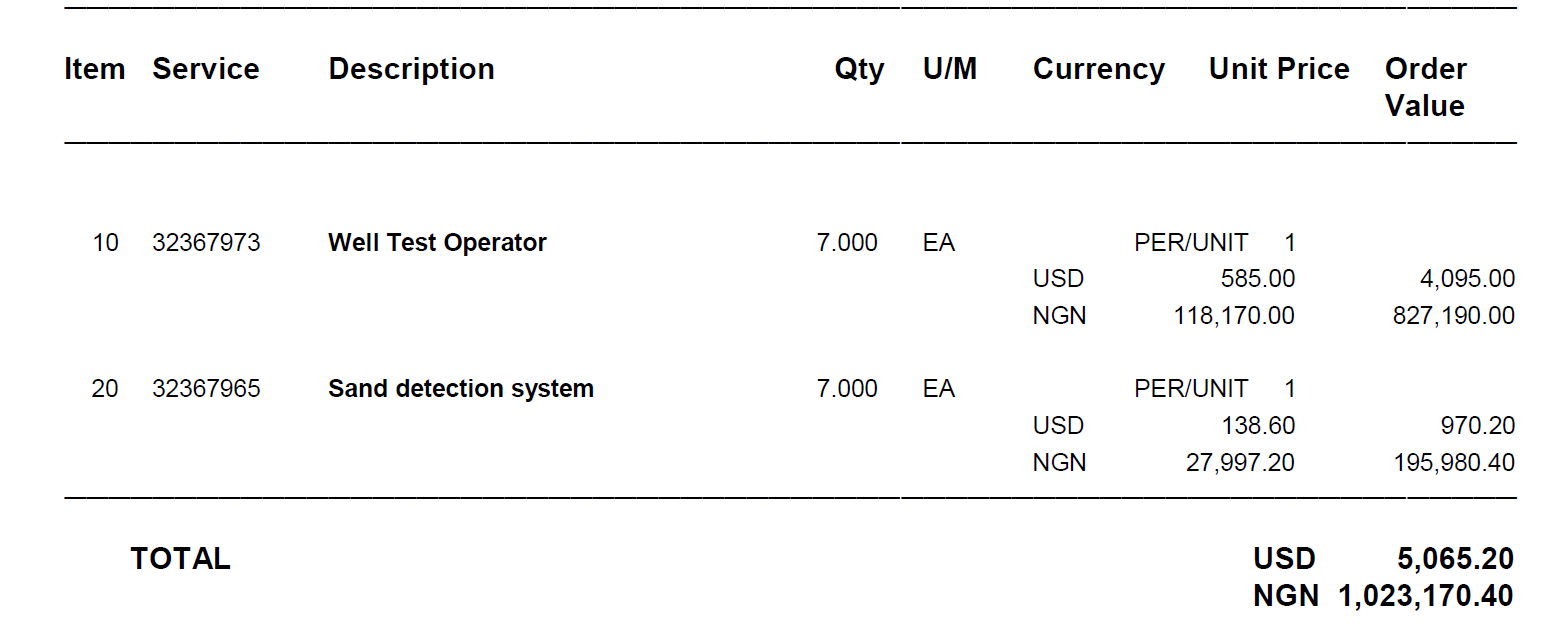 Item Service Description Qty U/M Currency Unit Price Order
Value
10 32367973 Well Test Operator 7.000 EA PER/UNIT 1
USD 585.00 4,095.00
NGN 118,170.00 827,190.00
20 32367965 Sand detection system 7.000 EA PER/UNIT 1
USD 138.60 970.20
NGN 27,997.20 195,980.40
TOTAL USD 5,065.20
NGN 1,023,170.40